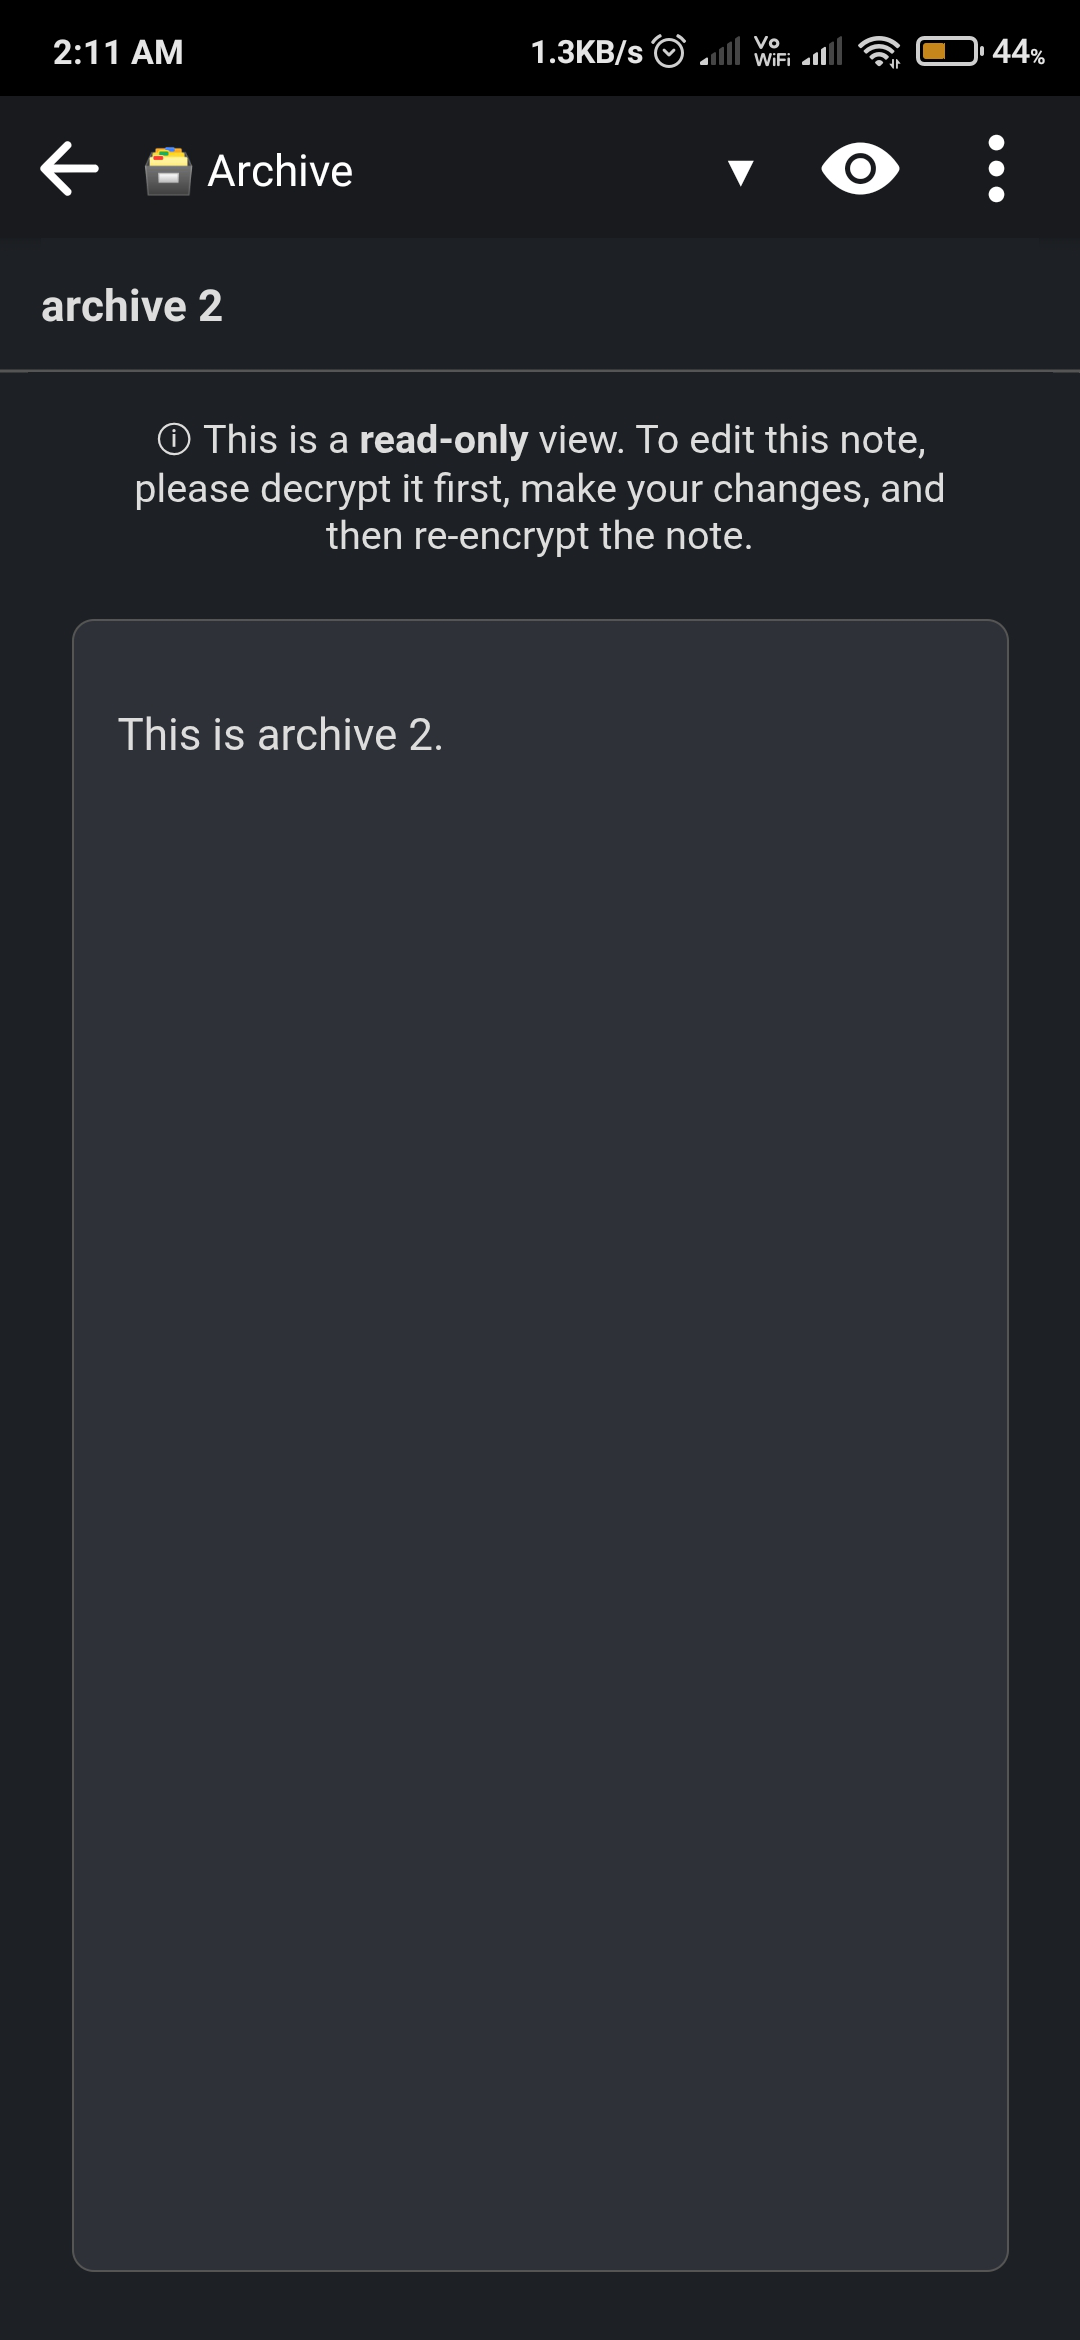 2:11 AM 1.3KB/s Vo WiFi 44%
Archive
archive 2
This is a read-only view. To edit this note,
please decrypt it first, make your changes, and
then re-encrypt the note.
This is archive 2.